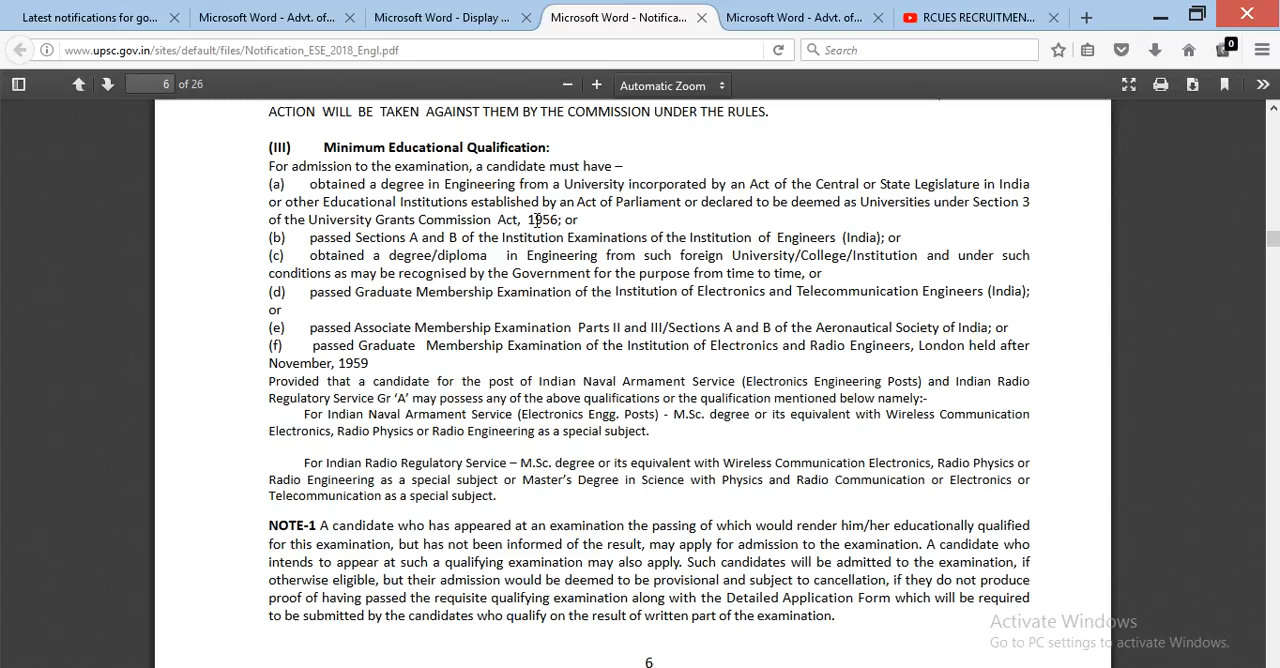 Latest notifications for go...
Microsoft Word - Advt. of...
Microsoft Word - Display ...
Microsoft Word - Notifica...
Microsoft Word - Advt. of...
RCUES RECRUITMEN...
www.upsc.gov.in/sites/default/files/Notification_ESE_2018_Engl.pdf
Search
0
6 of 26
Automatic Zoom
ACTION WILL BE TAKEN AGAINST THEM BY THE COMMISSION UNDER THE RULES.
(III) Minimum Educational Qualification:
For admission to the examination, a candidate must have –
(a) obtained a degree in Engineering from a University incorporated by an Act of the Central or State Legislature in India
or other Educational Institutions established by an Act of Parliament or declared to be deemed as Universities under Section 3
of the University Grants Commission Act, 1956; or
(b) passed Sections A and B of the Institution Examinations of the Institution of Engineers (India); or
(c) obtained a degree/diploma in Engineering from such foreign University/College/Institution and under such
conditions as may be recognised by the Government for the purpose from time to time, or
(d) passed Graduate Membership Examination of the Institution of Electronics and Telecommunication Engineers (India);
or
(e) passed Associate Membership Examination Parts II and III/Sections A and B of the Aeronautical Society of India; or
(f) passed Graduate Membership Examination of the Institution of Electronics and Radio Engineers, London held after
November, 1959
Provided that a candidate for the post of Indian Naval Armament Service (Electronics Engineering Posts) and Indian Radio
Regulatory Service Gr ‘A’ may possess any of the above qualifications or the qualification mentioned below namely:-
For Indian Naval Armament Service (Electronics Engg. Posts) - M.Sc. degree or its equivalent with Wireless Communication
Electronics, Radio Physics or Radio Engineering as a special subject.
For Indian Radio Regulatory Service – M.Sc. degree or its equivalent with Wireless Communication Electronics, Radio Physics or
Radio Engineering as a special subject or Master’s Degree in Science with Physics and Radio Communication or Electronics or
Telecommunication as a special subject.
NOTE-1 A candidate who has appeared at an examination the passing of which would render him/her educationally qualified
for this examination, but has not been informed of the result, may apply for admission to the examination. A candidate who
intends to appear at such a qualifying examination may also apply. Such candidates will be admitted to the examination, if
otherwise eligible, but their admission would be deemed to be provisional and subject to cancellation, if they do not produce
proof of having passed the requisite qualifying examination along with the Detailed Application Form which will be required
to be submitted by the candidates who qualify on the result of written part of the examination.
Activate Windows
Go to PC settings to activate Windows.
6